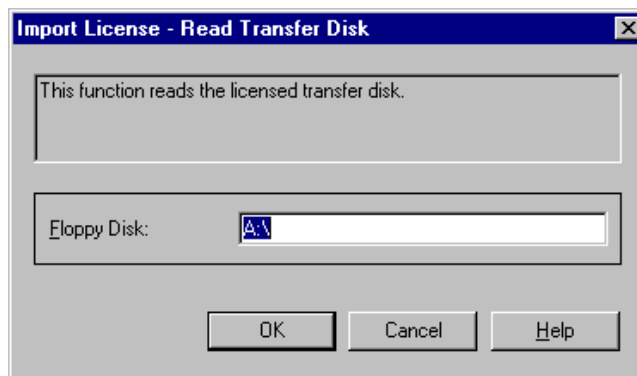 Import License - Read Transfer Disk
This function reads the licensed transfer disk.
Floppy Disk: A:\
OK Cancel Help